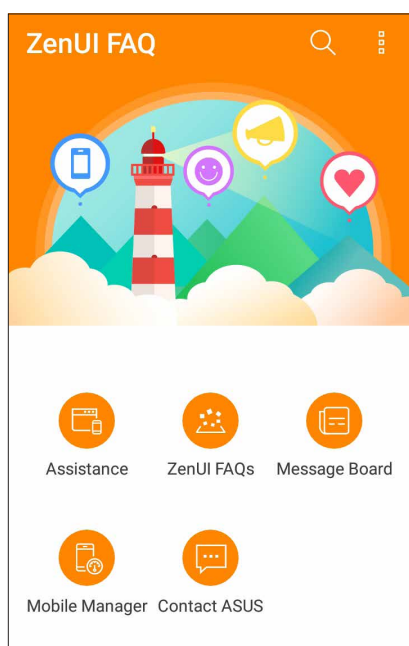 ZenUI FAQ
Assistance
ZenUI FAQs
Message Board
Mobile Manager
Contact ASUS